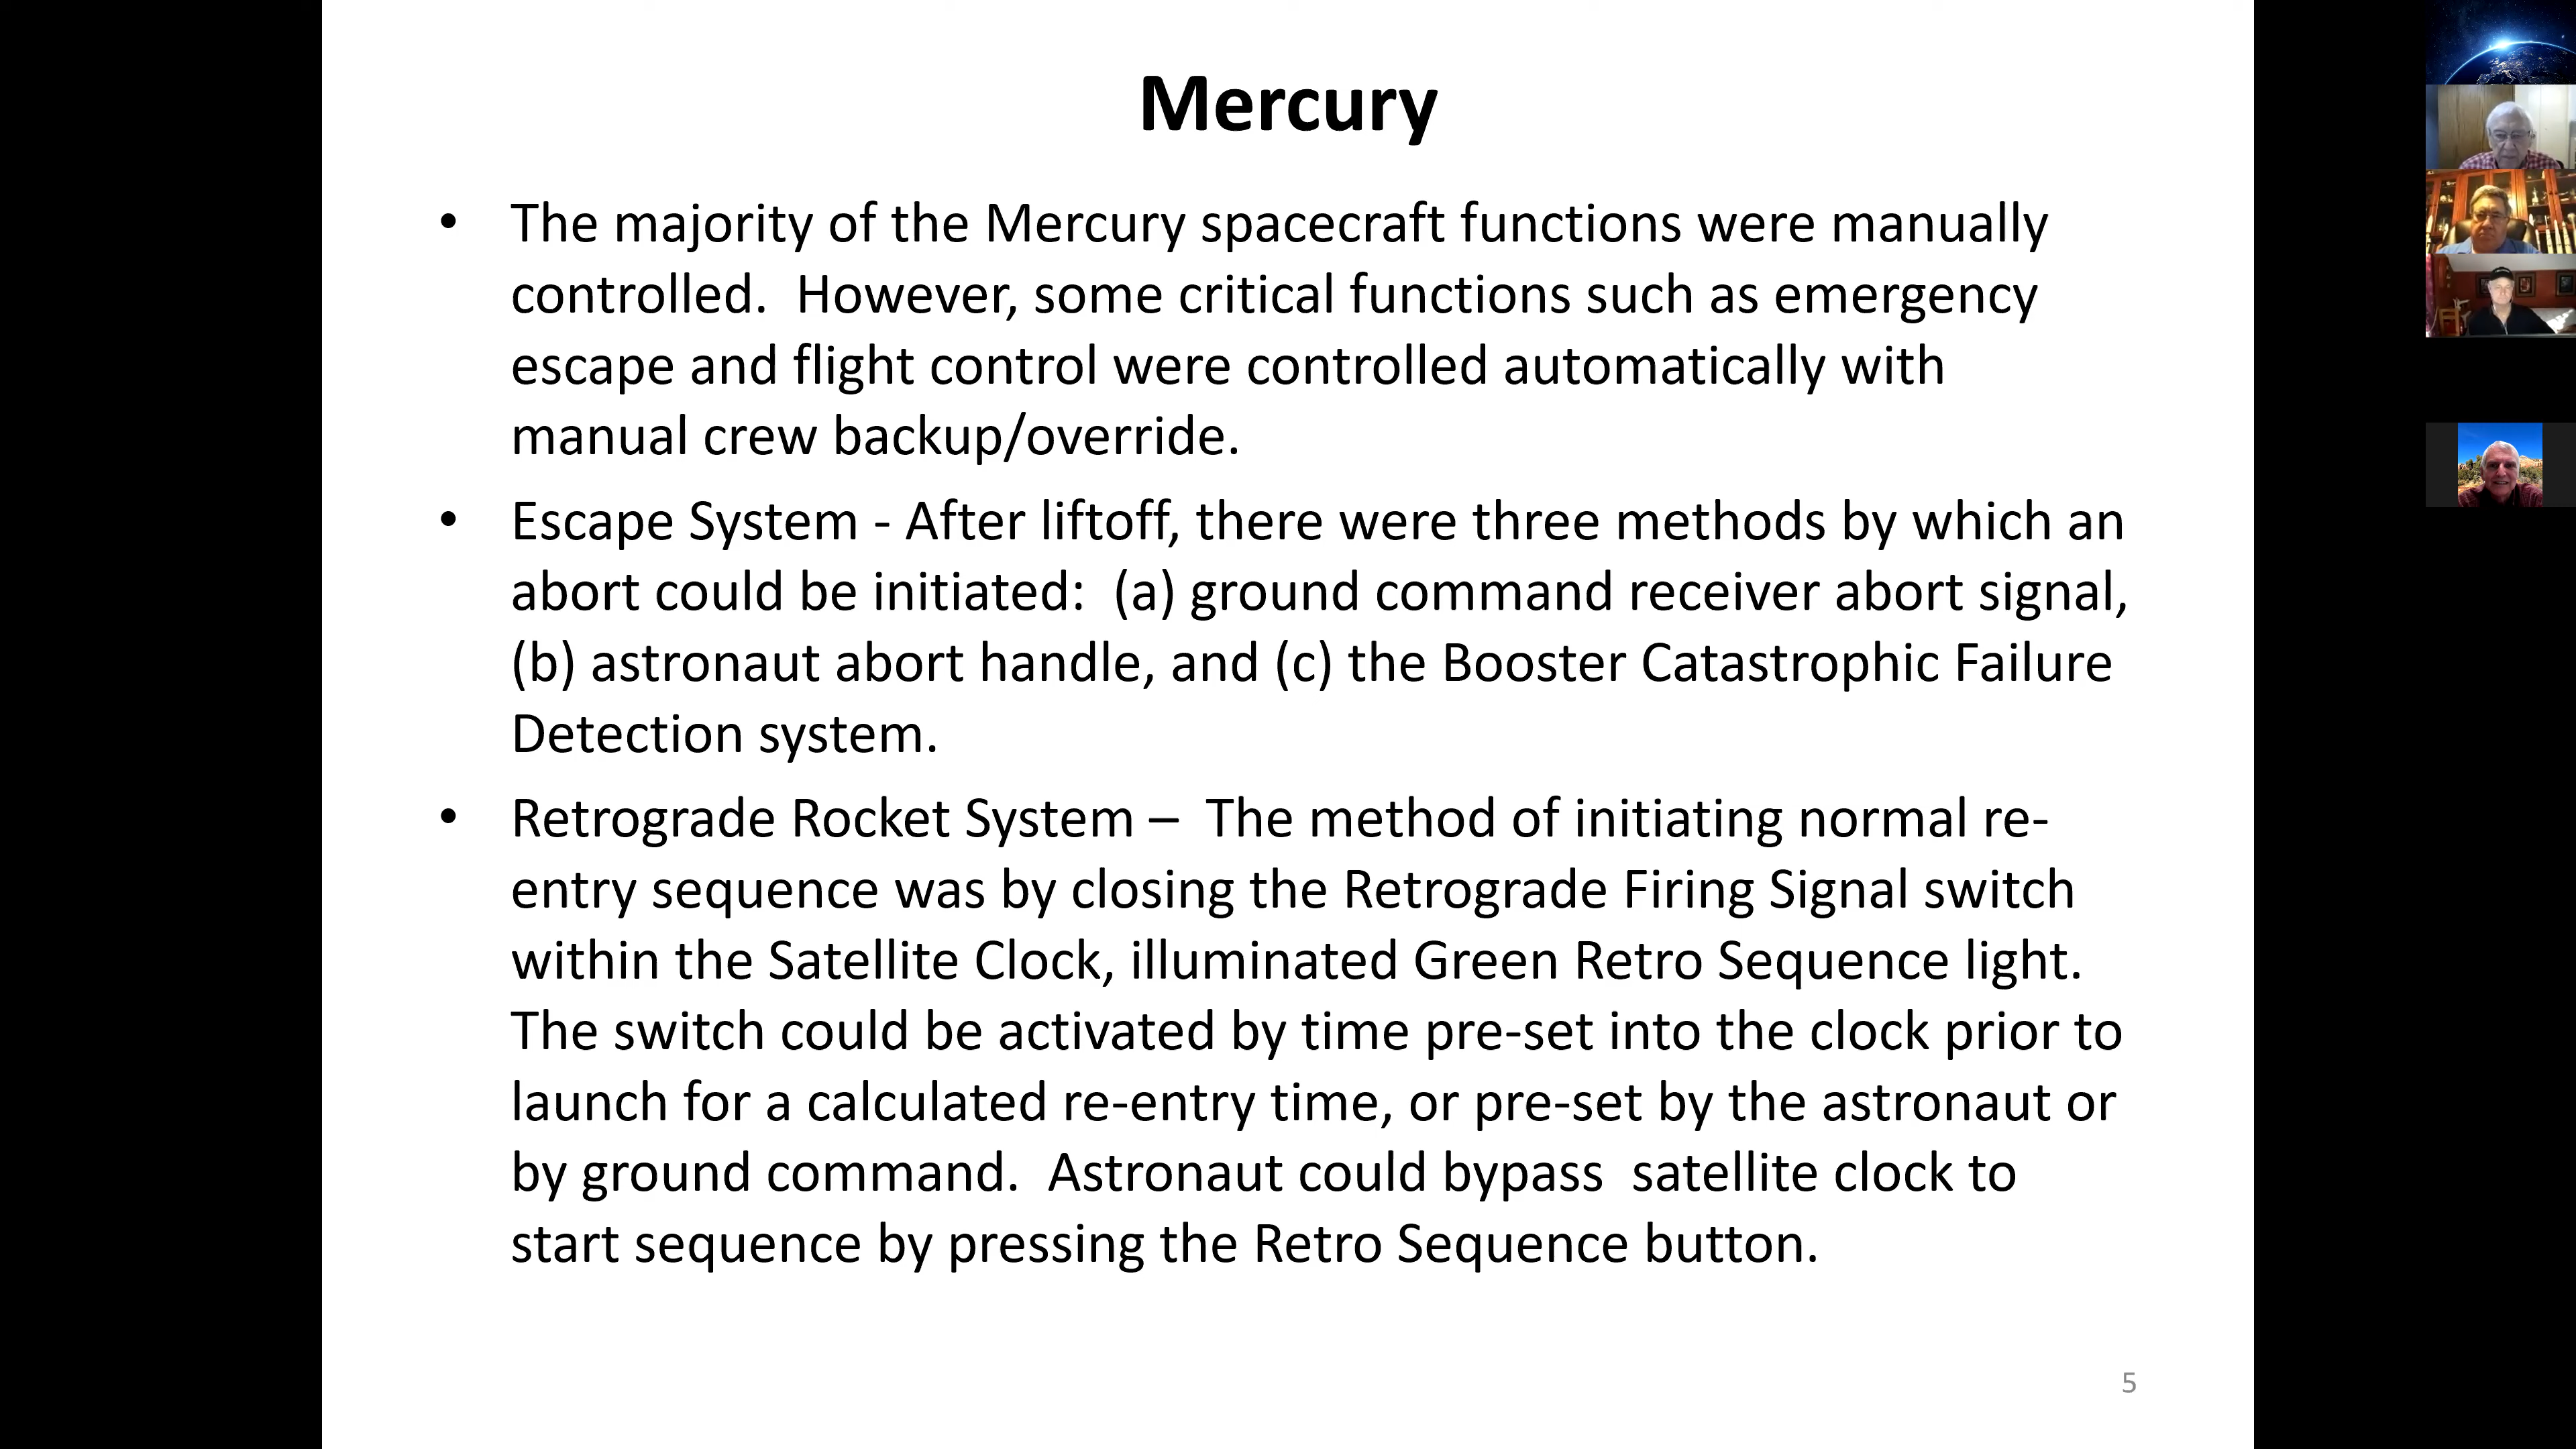 Mercury
• The majority of the Mercury spacecraft functions were manually
controlled.  However, some critical functions such as emergency
escape and flight control were controlled automatically with
manual crew backup/override.
• Escape System - After liftoff, there were three methods by which an
abort could be initiated:  (a) ground command receiver abort signal,
(b) astronaut abort handle, and (c) the Booster Catastrophic Failure
Detection system.
• Retrograde Rocket System –  The method of initiating normal re-
entry sequence was by closing the Retrograde Firing Signal switch
within the Satellite Clock, illuminated Green Retro Sequence light.
The switch could be activated by time pre-set into the clock prior to
launch for a calculated re-entry time, or pre-set by the astronaut or
by ground command.  Astronaut could bypass  satellite clock to
start sequence by pressing the Retro Sequence button.
5